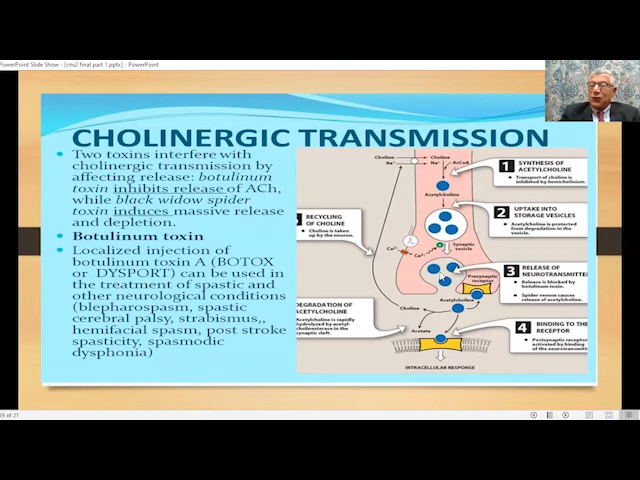 PowerPoint Slide Show - [cns2 final part 1.pptx] - PowerPoint
CHOLINERGIC TRANSMISSION
• Two toxins interfere with
cholinergic transmission by
affecting release: botulinum
toxin inhibits release of ACh,
while black widow spider
toxin induces massive release
and depletion.
• Botulinum toxin
• Localized injection of
botulinum toxin A (BOTOX
or DYSPORT) can be used
in the treatment of spastic and
other neurological conditions
(blepharospasm, spastic
cerebral palsy, strabismus,,
hemifacial spasm, post stroke
spasticity, spasmodic
dysphonia)
Choline
Na+
Choline
Na+
AcCoA
Acetylcholine
1 SYNTHESIS OF
ACETYLCHOLINE
• Transport of choline is
inhibited by hemicholinium.
2 UPTAKE INTO
STORAGE VESICLES
• Acetylcholine is protected
from degradation in the
vesicle.
RECYCLING
OF CHOLINE
• Choline is taken
up by the neuron.
Ca2+
Ca2+
Synaptic
vesicle
3 RELEASE OF
NEUROTRANSMITTE
• Release is blocked by
botulinum toxin.
• Spider venom causes
release of acetylcholine.
Presynaptic
receptor
Acetylcholine
Choline
DEGRADATION OF
ACETYLCHOLINE
Acetylcholine is rapidly
hydrolyzed by acetyl-
cholinesterase in the
synaptic cleft.
Acetate
4 BINDING TO THE
RECEPTOR
• Postsynaptic receptor
activated by binding
of the neurotransmitt
INTRACELLULAR RESPONSE
19 of 21